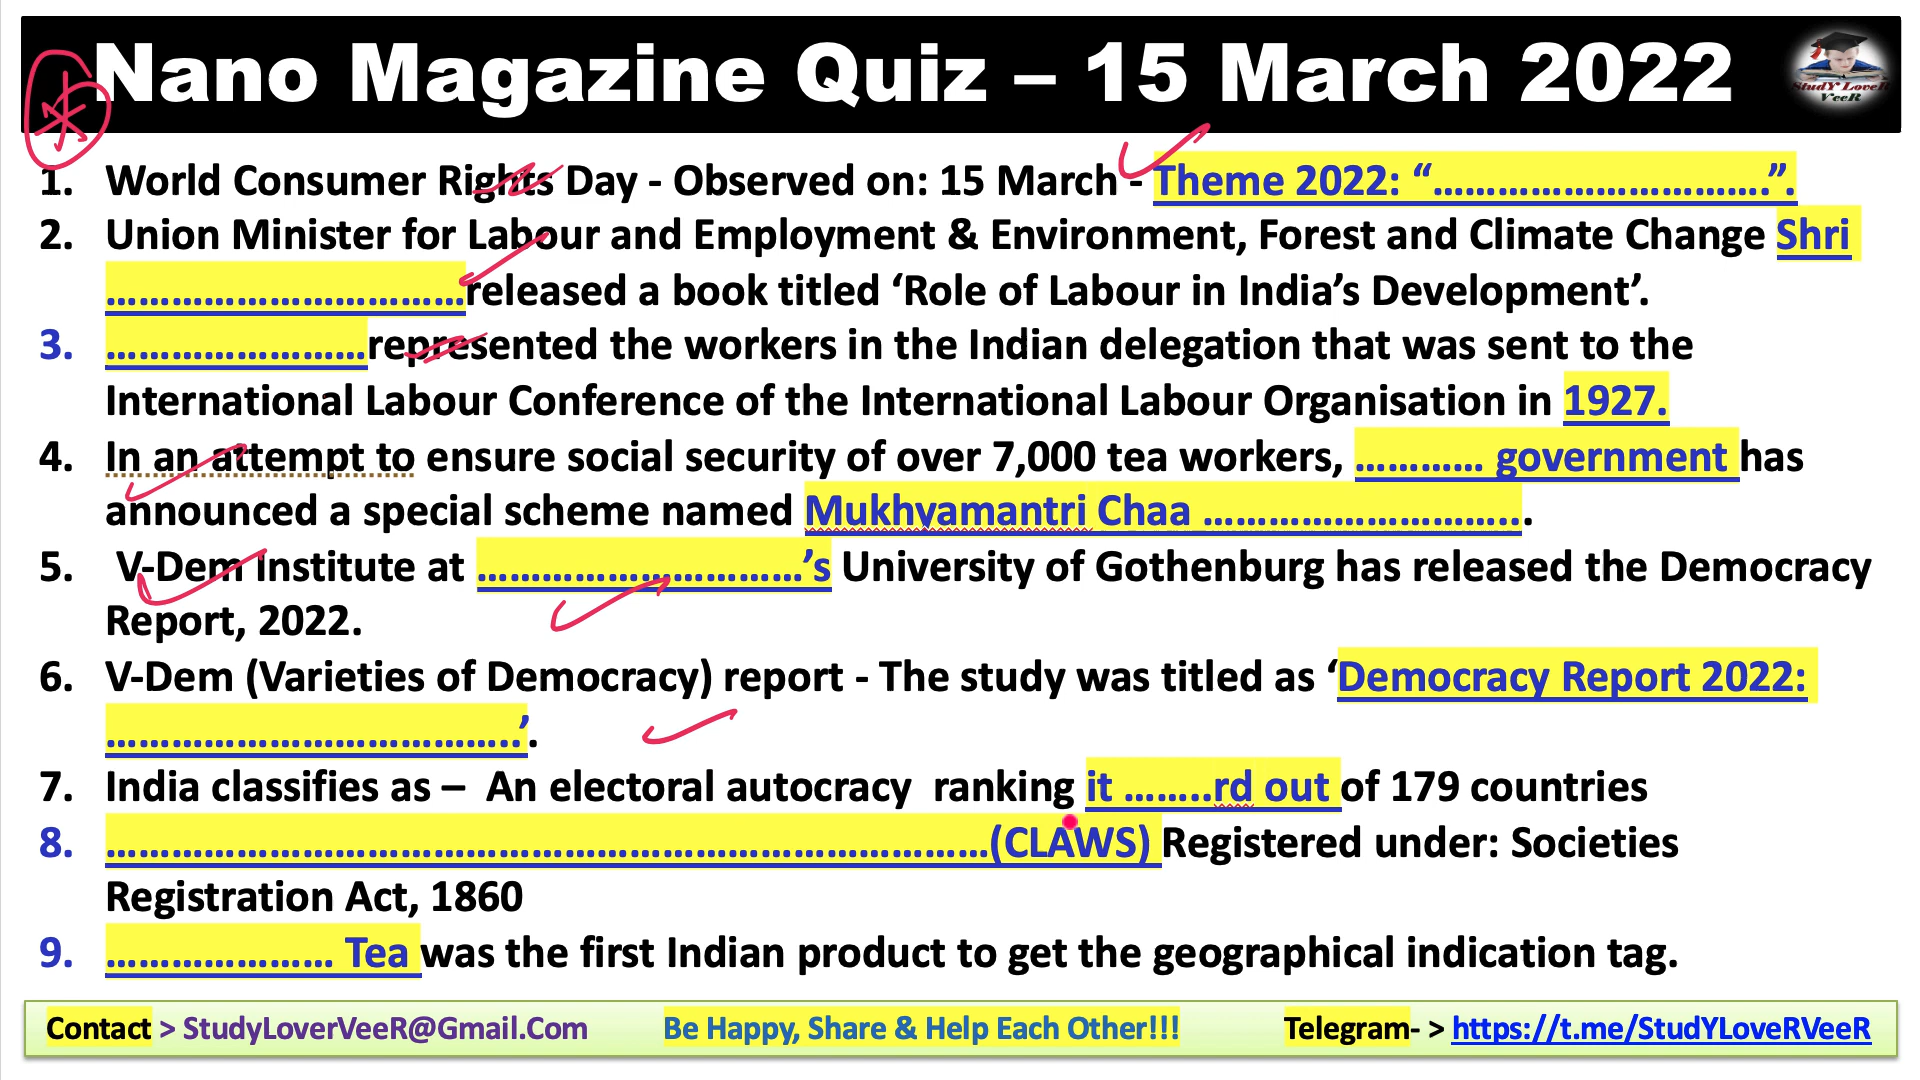 Nano Magazine Quiz – 15 March 2022
StudY LoveR
VeeR
1. World Consumer Rights Day - Observed on: 15 March - Theme 2022: “………………………….”.
2. Union Minister for Labour and Employment & Environment, Forest and Climate Change Shri
……………………………released a book titled ‘Role of Labour in India’s Development’.
3. ……………………represented the workers in the Indian delegation that was sent to the
International Labour Conference of the International Labour Organisation in 1927.
4. In an attempt to ensure social security of over 7,000 tea workers, ………… government has
announced a special scheme named Mukhyamantri Chaa ………………………...
5. V-Dem Institute at …………………………’s University of Gothenburg has released the Democracy
Report, 2022.
6. V-Dem (Varieties of Democracy) report - The study was titled as ‘Democracy Report 2022:
…………………………………..’.
7. India classifies as – An electoral autocracy ranking it ……..rd out of 179 countries
8. ………………………………………………………………………(CLAWS) Registered under: Societies
Registration Act, 1860
9. ………………… Tea was the first Indian product to get the geographical indication tag.
Contact > StudyLoverVeeR@Gmail.Com Be Happy, Share & Help Each Other!!! Telegram- > https://t.me/StudYLoveRVeeR